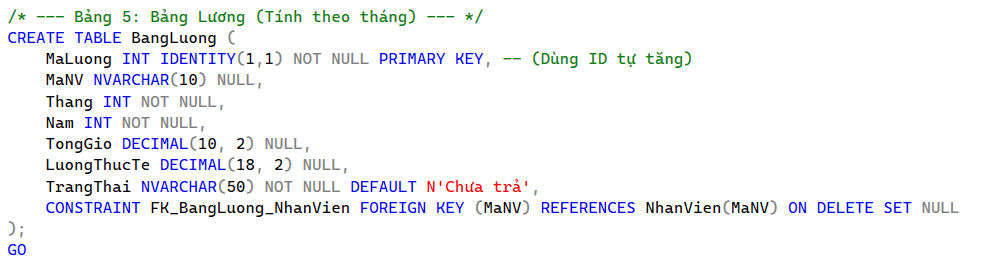 /* --- Bảng 5: Bảng Lương (Tính theo tháng) --- */
CREATE TABLE BangLuong (
    MaLuong INT IDENTITY(1,1) NOT NULL PRIMARY KEY, -- (Dùng ID tự tăng)
    MaNV NVARCHAR(10) NULL,
    Thang INT NOT NULL,
    Nam INT NOT NULL,
    TongGio DECIMAL(10, 2) NULL,
    LuongThucTe DECIMAL(18, 2) NULL,
    TrangThai NVARCHAR(50) NOT NULL DEFAULT N'Chưa trả',
    CONSTRAINT FK_BangLuong_NhanVien FOREIGN KEY (MaNV) REFERENCES NhanVien(MaNV) ON DELETE SET NULL
);
GO